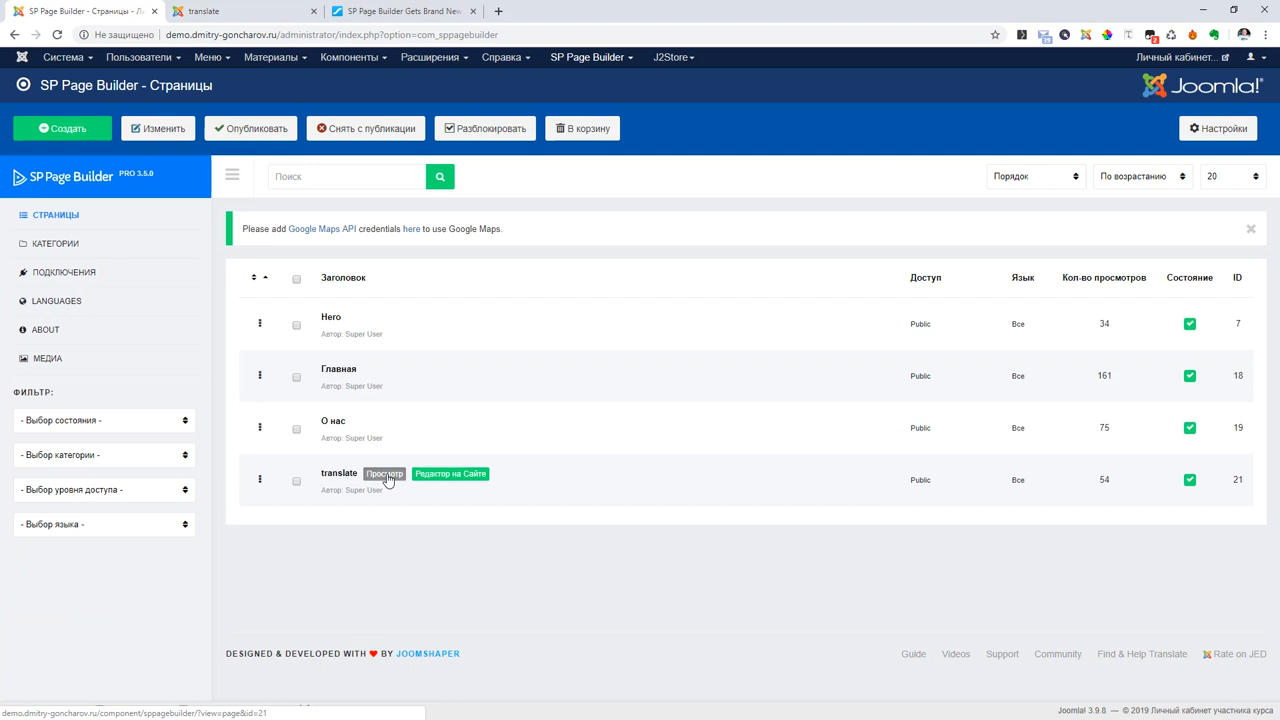 SP Page Builder - Страницы - Ли
translate
SP Page Builder Gets Brand New
Не защищено
demo.dmitry-goncharov.ru/administrator/index.php?option=com_sppagebuilder
Система
Пользователи
Меню
Материалы
Компоненты
Расширения
Справка
SP Page Builder
J2Store
Личный кабинет...
SP Page Builder - Страницы
Joomla!
Создать
Изменить
Опубликовать
Снять с публикации
Разблокировать
В корзину
Настройки
SP Page Builder PRO 3.5.0
Поиск
Порядок
По возрастанию
20
СТРАНИЦЫ
КАТЕГОРИИ
ПОДКЛЮЧЕНИЯ
LANGUAGES
ABOUT
МЕДИА
ФИЛЬТР:
- Выбор состояния -
- Выбор категории -
- Выбор уровня доступа -
- Выбор языка -
Please add Google Maps API credentials here to use Google Maps.
Заголовок Доступ Язык Кол-во просмотров Состояние ID
Hero
Автор: Super User
Public Все 34 7
Главная
Автор: Super User
Public Все 161 18
О нас
Автор: Super User
Public Все 75 19
translate Просмотр Редактор на Сайте
Автор: Super User
Public Все 54 21
DESIGNED & DEVELOPED WITH BY JOOMSHAPER
Guide Videos Support Community Find & Help Translate Rate on JED
demo.dmitry-goncharov.ru/component/sppagebuilder/?view=page&id=21
Joomla! 3.9.8 — © 2019 Личный кабинет участника курса